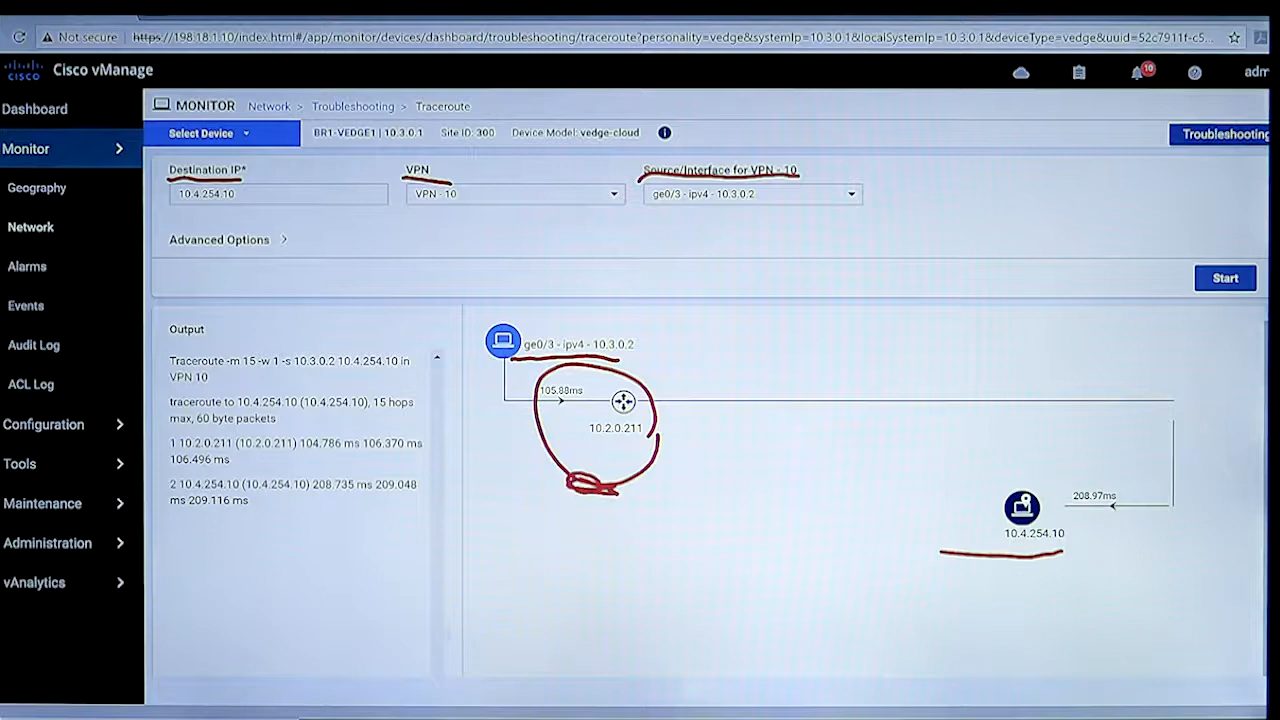 Not secure https://198.18.1.10/index.html#/app/monitor/devices/dashboard/troubleshooting/traceroute?personality=vedge&systemIp=10.3.0.1&localSystemIp=10.3.0.1&deviceType=vedge&uuid=52c7911f-c5...
CISCO Cisco vManage
10
adm
Dashboard
Monitor
Geography
Network
Alarms
Events
Audit Log
ACL Log
Configuration
Tools
Maintenance
Administration
vAnalytics
MONITOR Network > Troubleshooting > Traceroute
Select Device BR1-VEDGE1 | 10.3.0.1 Site ID: 300 Device Model: vedge-cloud
Troubleshooting
Destination IP* VPN Source/Interface for VPN - 10
10.4.254.10 VPN - 10 ge0/3 - ipv4 - 10.3.0.2
Advanced Options >
Start
Output
Traceroute -m 15 -w 1 -s 10.3.0.2 10.4.254.10 in
VPN 10
traceroute to 10.4.254.10 (10.4.254.10), 15 hops
max, 60 byte packets
1 10.2.0.211 (10.2.0.211) 104.786 ms 106.370 ms
106.496 ms
2 10.4.254.10 (10.4.254.10) 208.735 ms 209.048
ms 209.116 ms
ge0/3 - ipv4 - 10.3.0.2
105.88ms
10.2.0.211
208.97ms
10.4.254.10